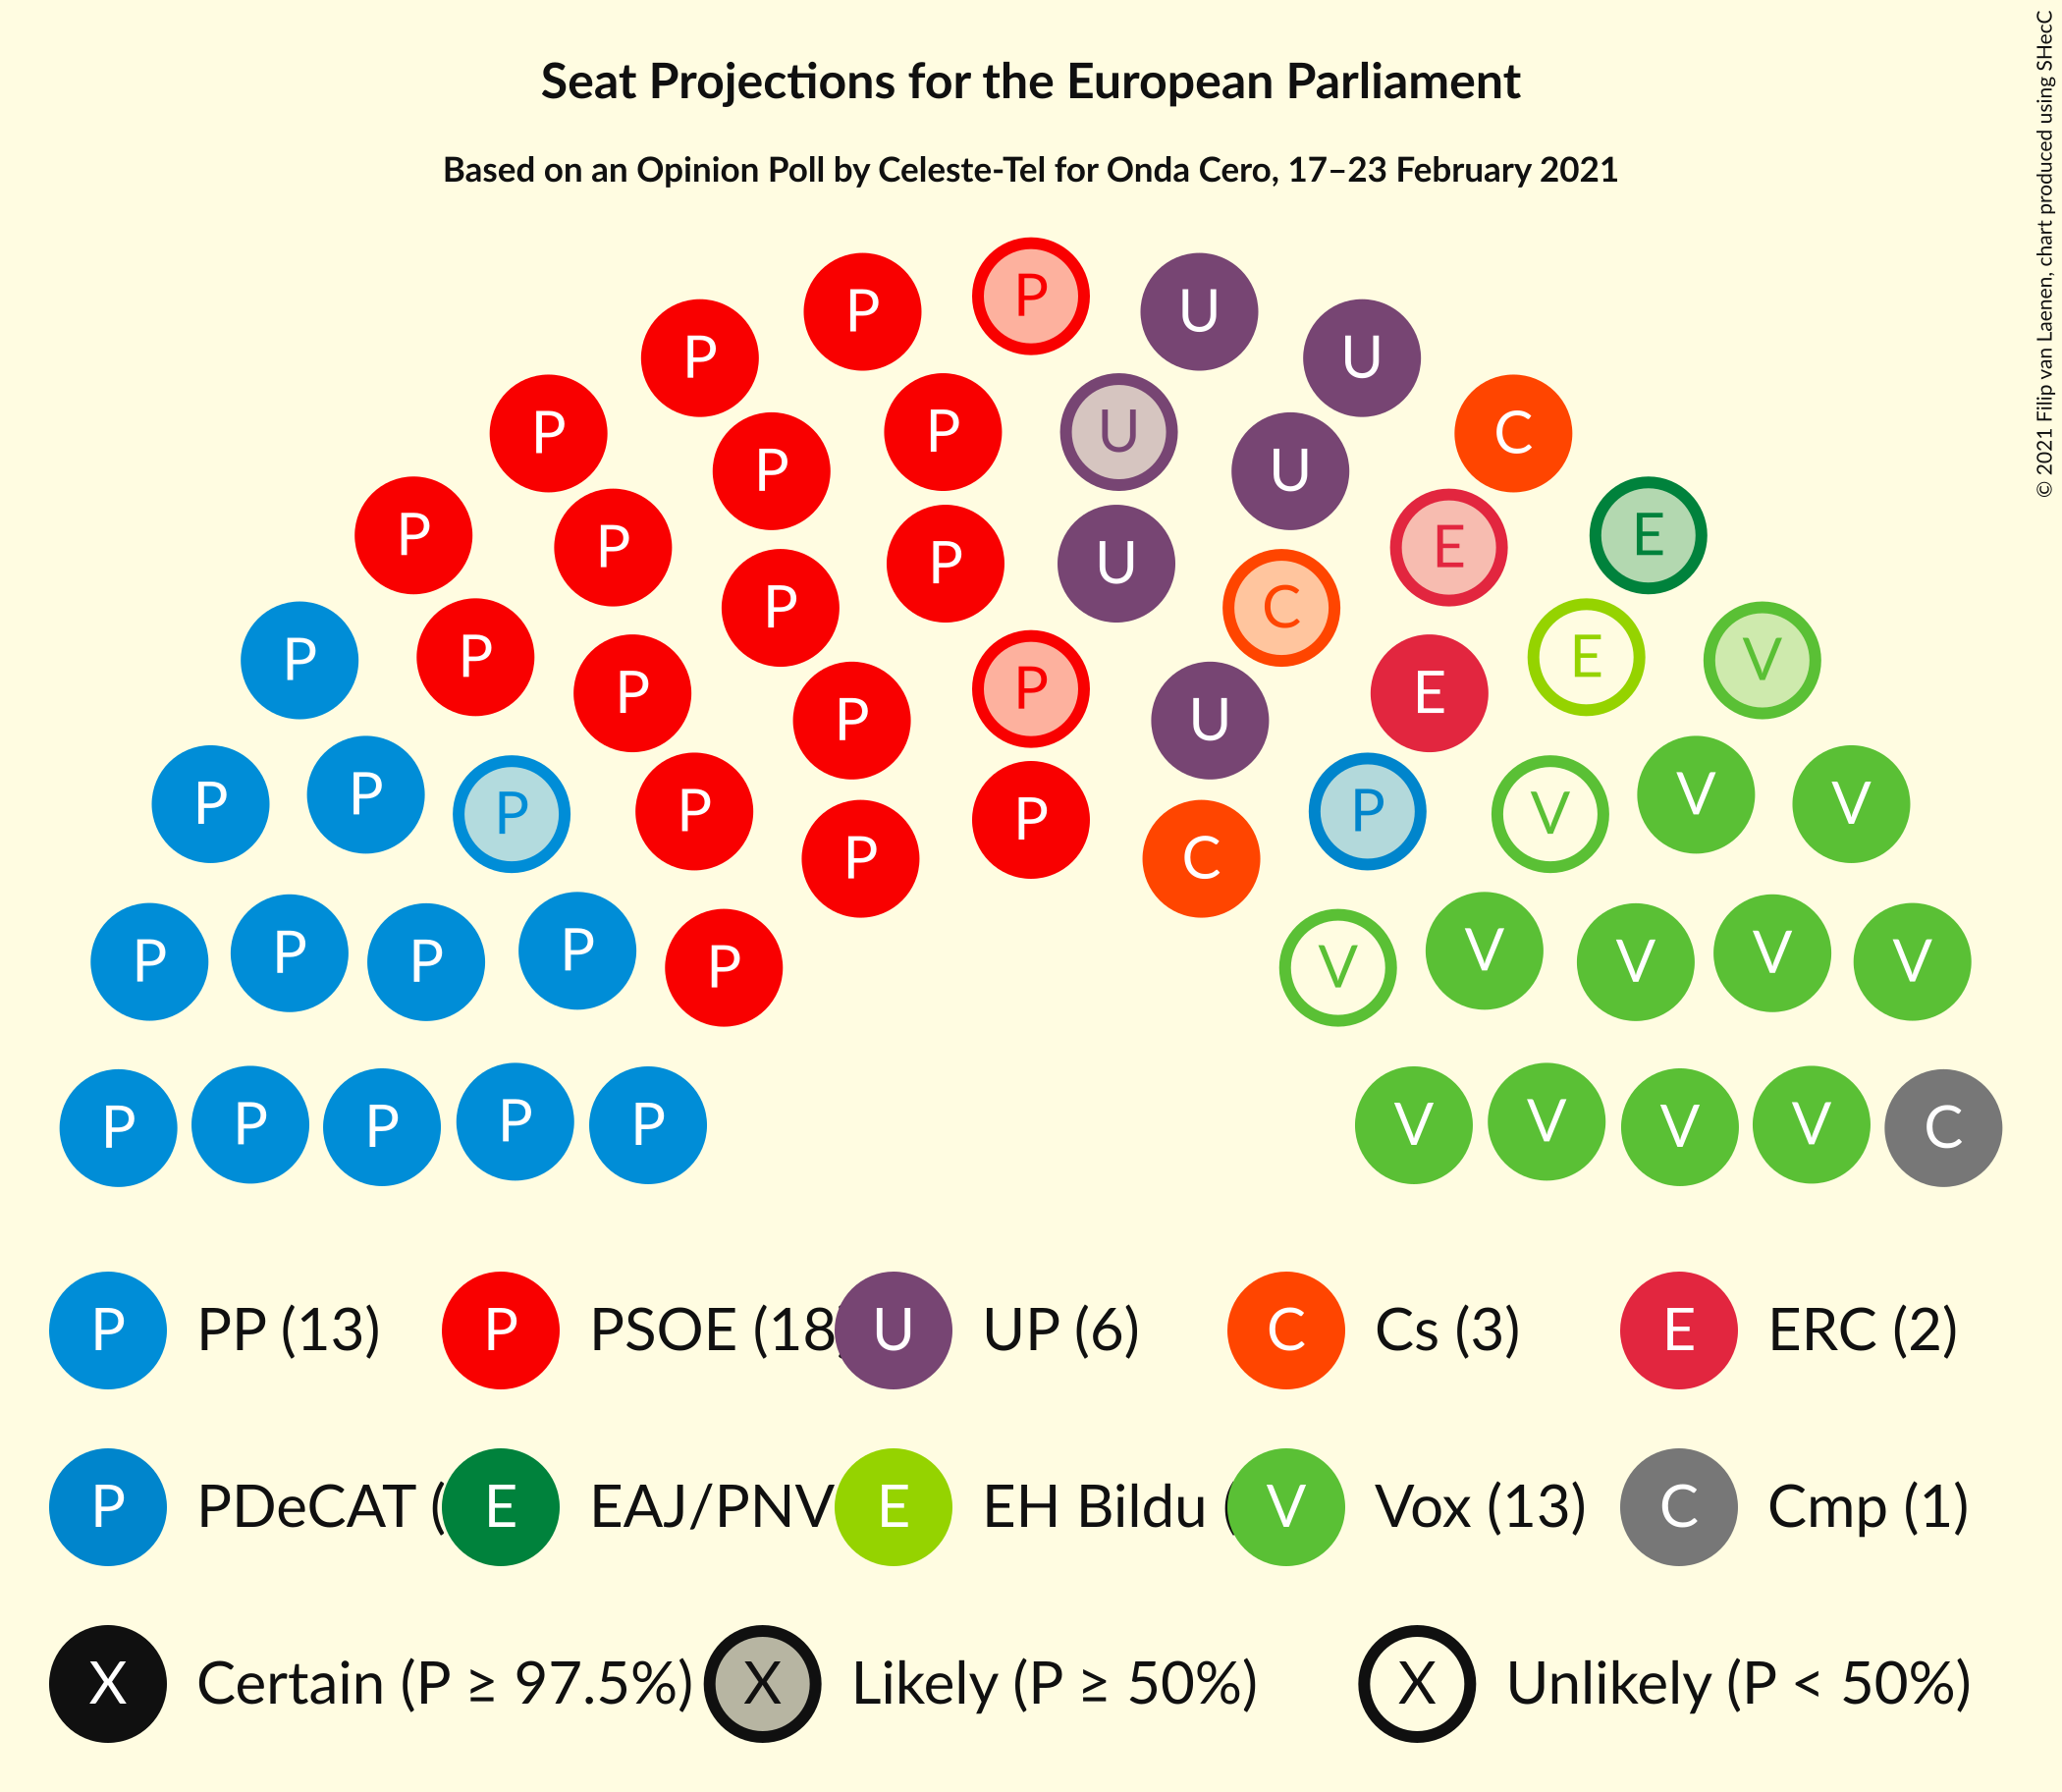 Seat Projections for the European Parliament
Based on an Opinion Poll by Celeste-Tel for Onda Cero, 17–23 February 2021
© 2021 Filip van Laenen, chart produced using SHecC
P
P P U
P P U
P C
P P U
P P U E E
P C
P P P E V
P P P U E
P P P P P P V V V
P C
P P P P P V V V V V
P P P P P V V V V C
P PP (13) P PSOE (18 U UP (6) C Cs (3) E ERC (2)
P PDeCAT ( E EAJ/PNV E EH Bildu ( V Vox (13) C Cmp (1)
X Certain (P ≥ 97.5%) X Likely (P ≥ 50%) X Unlikely (P < 50%)